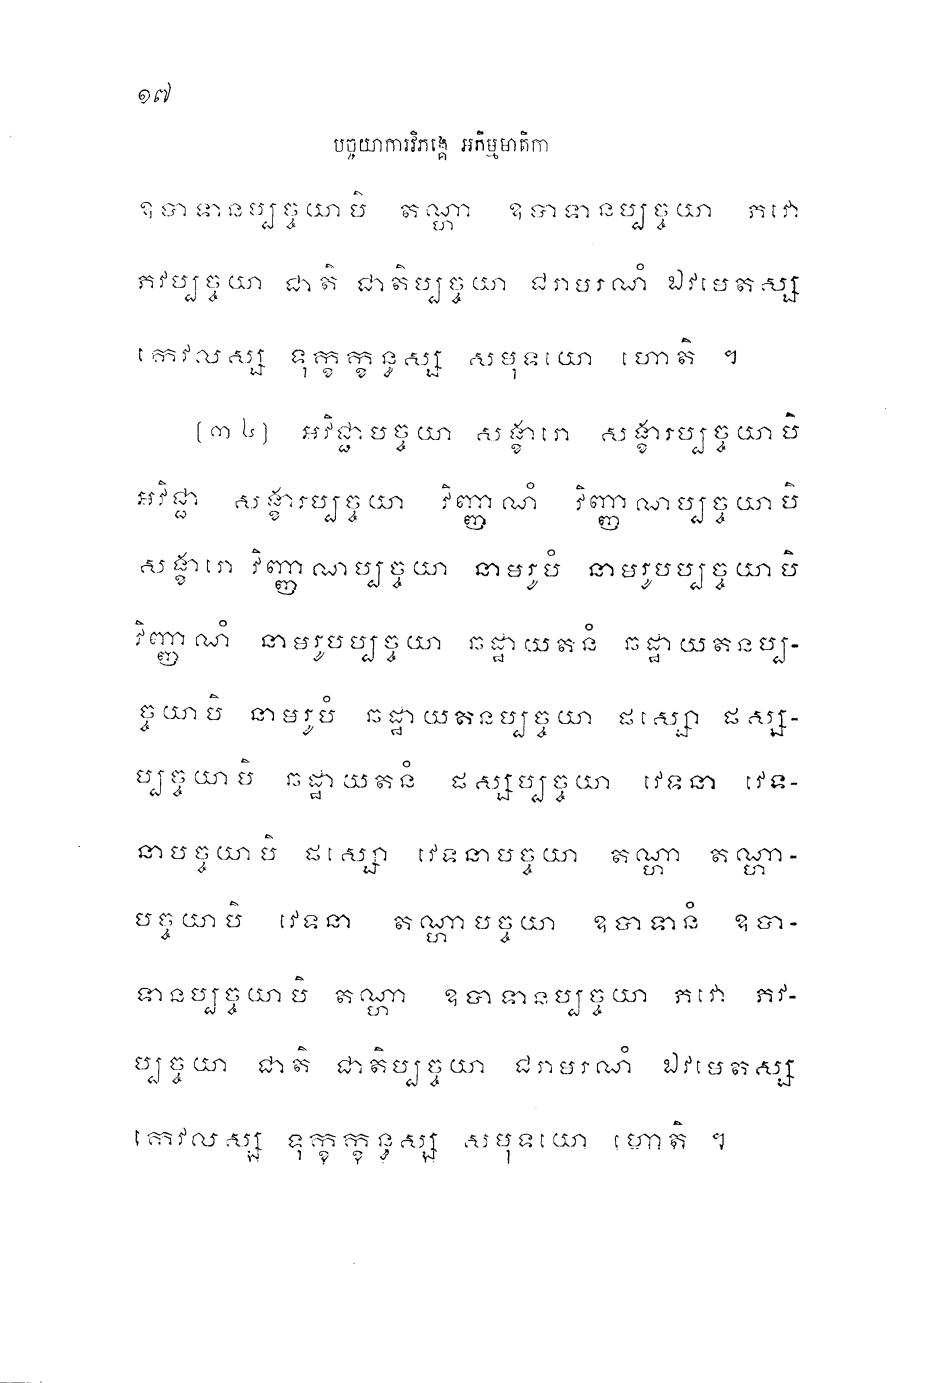 ១៧
បច្ចយាការវិភង្គេ អភិម្មមាតិកា
ឧបាទានប្បច្ចយាបិ តណ្ហា ឧបាទានប្បច្ចយា ភវោ
ភវប្បច្ចយា ជាតិ ជាតិប្បច្ចយា ជរាមរណំ ឯវមេតស្ស
កេវលស្ស ទុក្ខក្ខន្ធស្ស សមុទយោ ហោតិ ។
[៣៤] អវិជ្ជាបច្ចយា សង្ខារោ សង្ខារប្បច្ចយាបិ
អវិជ្ជា សង្ខារប្បច្ចយា វិញ្ញាណំ វិញ្ញាណប្បច្ចយាបិ
សង្ខារោ វិញ្ញាណប្បច្ចយា នាមរូបំ នាមរូបប្បច្ចយាបិ
វិញ្ញាណំ នាមរូបប្បច្ចយា ឆដ្ឋាយតនំ ឆដ្ឋាយតនប្ប-
ច្ចយាបិ នាមរូបំ ឆដ្ឋាយតនប្បច្ចយា ផស្សោ ផស្ស-
ប្បច្ចយាបិ ឆដ្ឋាយតនំ ផស្សប្បច្ចយា វេទនា វេទ-
នាបច្ចយាបិ ផស្សោ វេទនាបច្ចយា តណ្ហា តណ្ហា-
បច្ចយាបិ វេទនា តណ្ហាបច្ចយា ឧបាទានំ ឧបា-
ទានប្បច្ចយាបិ តណ្ហា ឧបាទានប្បច្ចយា ភវោ ភវ-
ប្បច្ចយា ជាតិ ជាតិប្បច្ចយា ជរាមរណំ ឯវមេតស្ស
កេវលស្ស ទុក្ខក្ខន្ធស្ស សមុទយោ ហោតិ ។